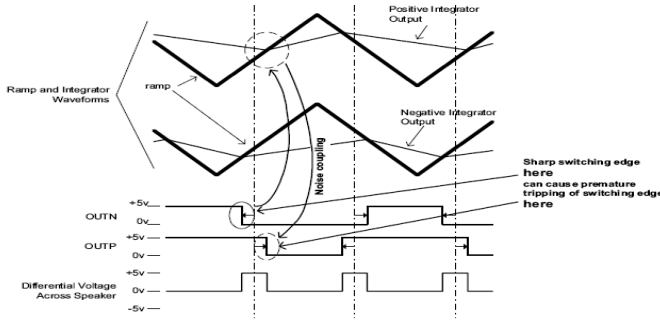 Positive Integrator
Output
Ramp and Integrator
Waveforms
ramp
Negative Integrator
Output
Noise coupling
Sharp switching edge
here
can cause premature
tripping of switching edge
here
+5v
OUTN
0v
+5v
OUTP
0v
+5v
Differential Voltage
Across Speaker
0v
-5v